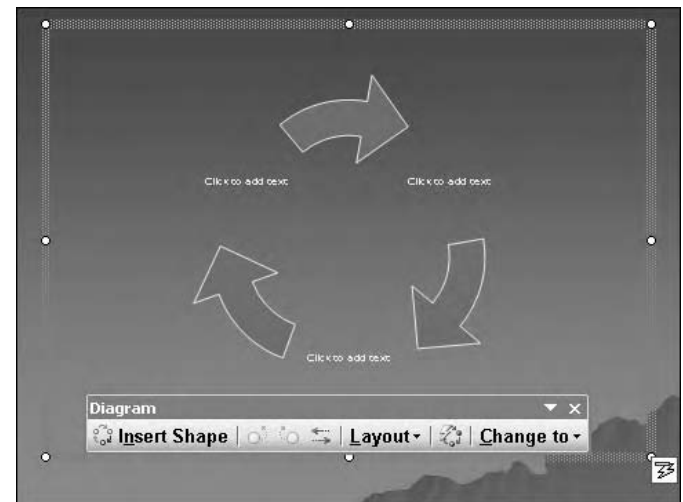 Click to add text
Click to add text
Click to add text
Diagram
Insert Shape Layout Change to